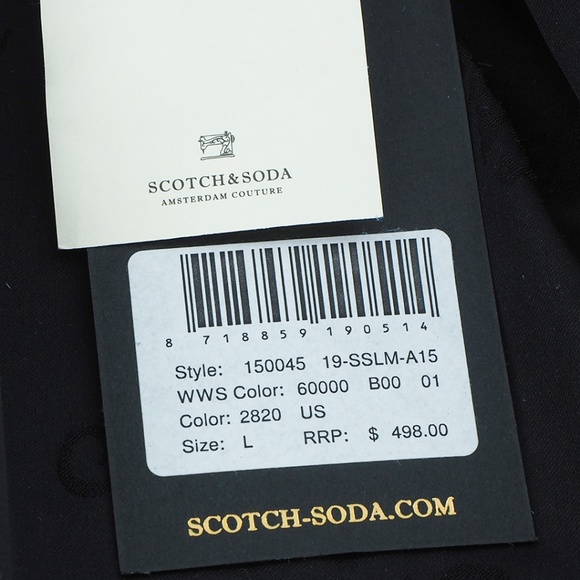 SCOTCH&SODA
AMSTERDAM COUTURE
8 718859 190514
Style: 150045 19-SSLM-A15
WWS Color: 60000 B00 01
Color: 2820 US
Size: L RRP: $ 498.00
SCOTCH-SODA.COM